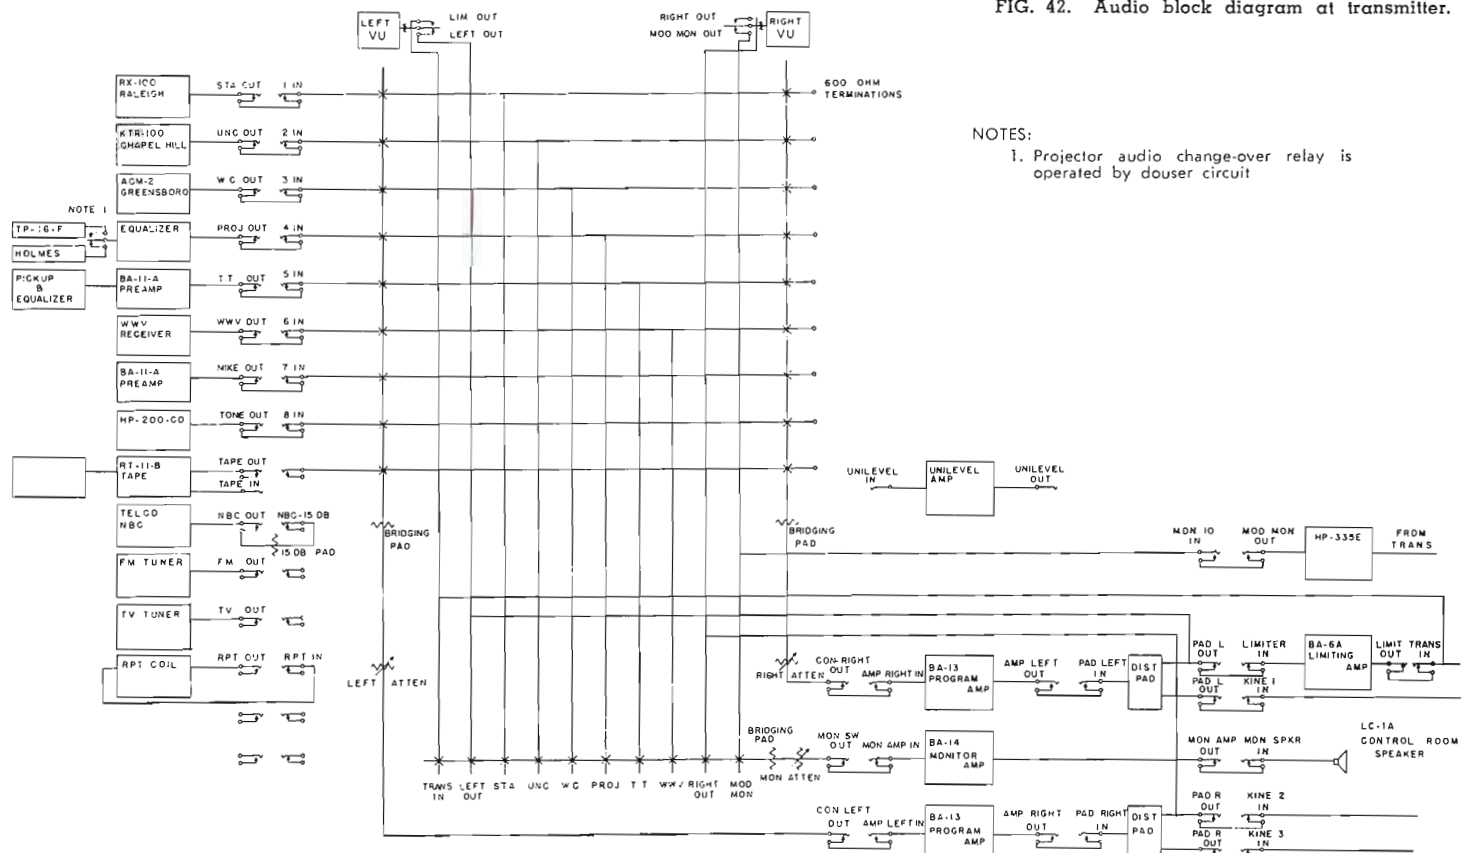 FIG. 42. Audio block diagram at transmitter.
LEFT VU
LIM OUT
LEFT OUT
RIGHT OUT
MOO MON OUT
RIGHT VU
600 OHM
TERMINATIONS
NOTES:
1. Projector audio change-over relay is
operated by douser circuit
RX-100
RALEIGH
STA OUT 1 IN
KTR-100
CHAPEL HILL
UNC OUT 2 IN
AGM-2
GREENSBORO
WC OUT 3 IN
NOTE 1
TP-16-F
HOLMES
EQUALIZER
PROJ OUT 4 IN
PICKUP
&
EQUALIZER
BA-11-A
PREAMP
TT OUT 5 IN
WWV
RECEIVER
WWV OUT 6 IN
BA-11-A
PREAMP
MIKE OUT 7 IN
HP-200-CD
TONE OUT 8 IN
RT-11-B
TAPE
TAPE OUT
TAPE IN
TELCO
NBC
NBC OUT NBC-15 DB
15 DB PAD
FM TUNER
FM OUT
TV TUNER
TV OUT
RPT COIL
RPT OUT RPT IN
BRIDGING
PAD
LEFT ATTEN
BRIDGING
PAD
RIGHT ATTEN
UNILEVEL
IN
UNILEVEL
AMP
UNILEVEL
OUT
MON 10
IN
MOD MON
OUT
HP-335E
FROM
TRANS
CON-RIGHT
OUT
AMP RIGHT IN
BA-13
PROGRAM
AMP
AMP LEFT
OUT
PAD LEFT
IN
DIST
PAD
PAD L
OUT
LIMITER
IN
BA-6A
LIMITING
AMP
LIMIT
OUT
TRANS
IN
PAD L
OUT
KINE 1
IN
BRIDGING
PAD
MON ATTEN
MON SW
OUT
MON AMP IN
BA-14
MONITOR
AMP
MON AMP
OUT
MON SPKR
IN
LC-1A
CONTROL ROOM
SPEAKER
TRANS
IN
LEFT
OUT
STA
UNC
WC
PROJ
TT
WWV
RIGHT
OUT
MOD
MON
CON LEFT
OUT
AMP LEFT IN
BA-13
PROGRAM
AMP
AMP RIGHT
OUT
PAD RIGHT
IN
DIST
PAD
PAD R
OUT
KINE 2
IN
PAD R
OUT
KINE 3
IN